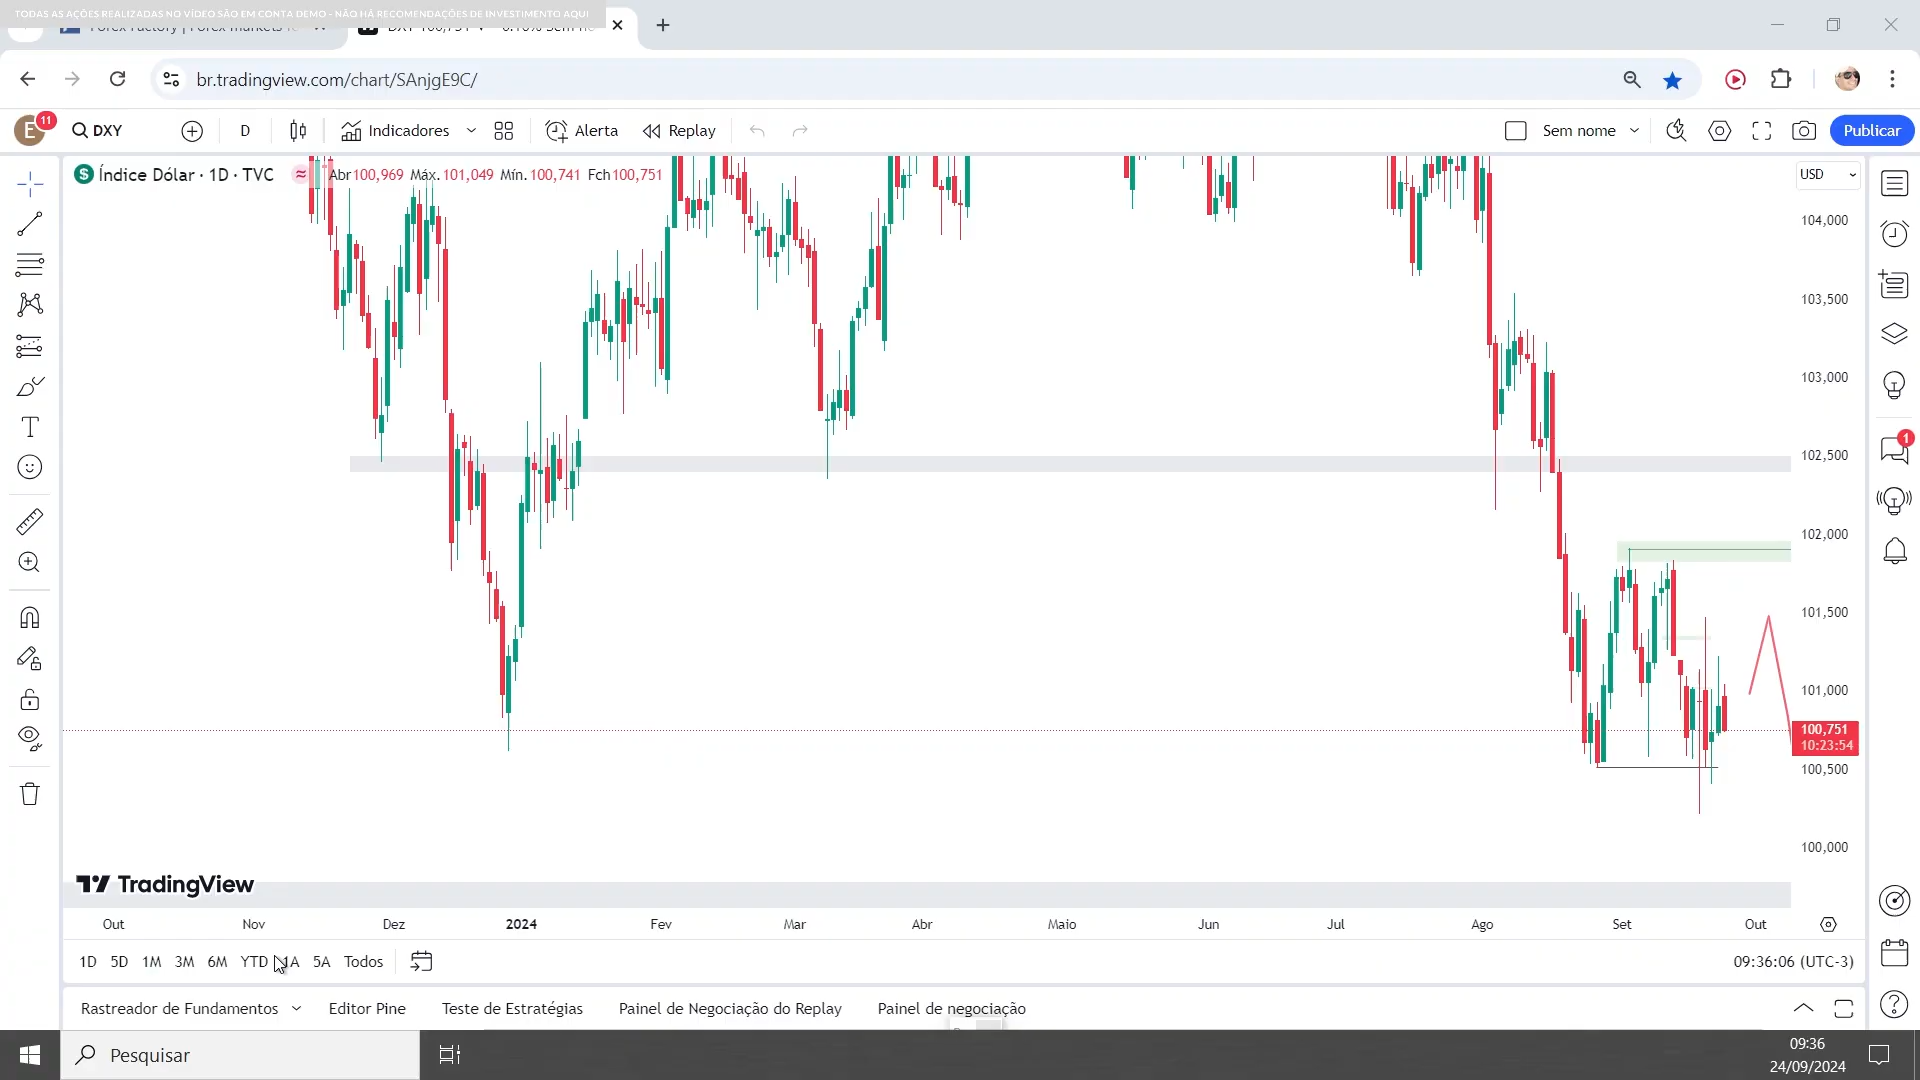 TODAS AS AÇÕES REALIZADAS NO VÍDEO SÃO EM CONTA DEMO - NÃO HÁ RECOMENDAÇÕES DE INVESTIMENTO AQUI
br.tradingview.com/chart/SAnjgE9C/
E 11 DXY D Indicadores Alerta Replay Sem nome Publicar
Índice Dólar · 1D · TVC Abr100,969 Máx.101,049 Mín.100,741 Fch100,751 USD
104,000
103,500
103,000
102,500
102,000
101,500
101,000
100,751
10:23:54
100,500
100,000
1
TradingView
Out Nov Dez 2024 Fev Mar Abr Maio Jun Jul Ago Set Out
1D 5D 1M 3M 6M YTD 1A 5A Todos 09:36:06 (UTC-3)
Rastreador de Fundamentos Editor Pine Teste de Estratégias Painel de Negociação do Replay Painel de negociação
Pesquisar 09:36
24/09/2024